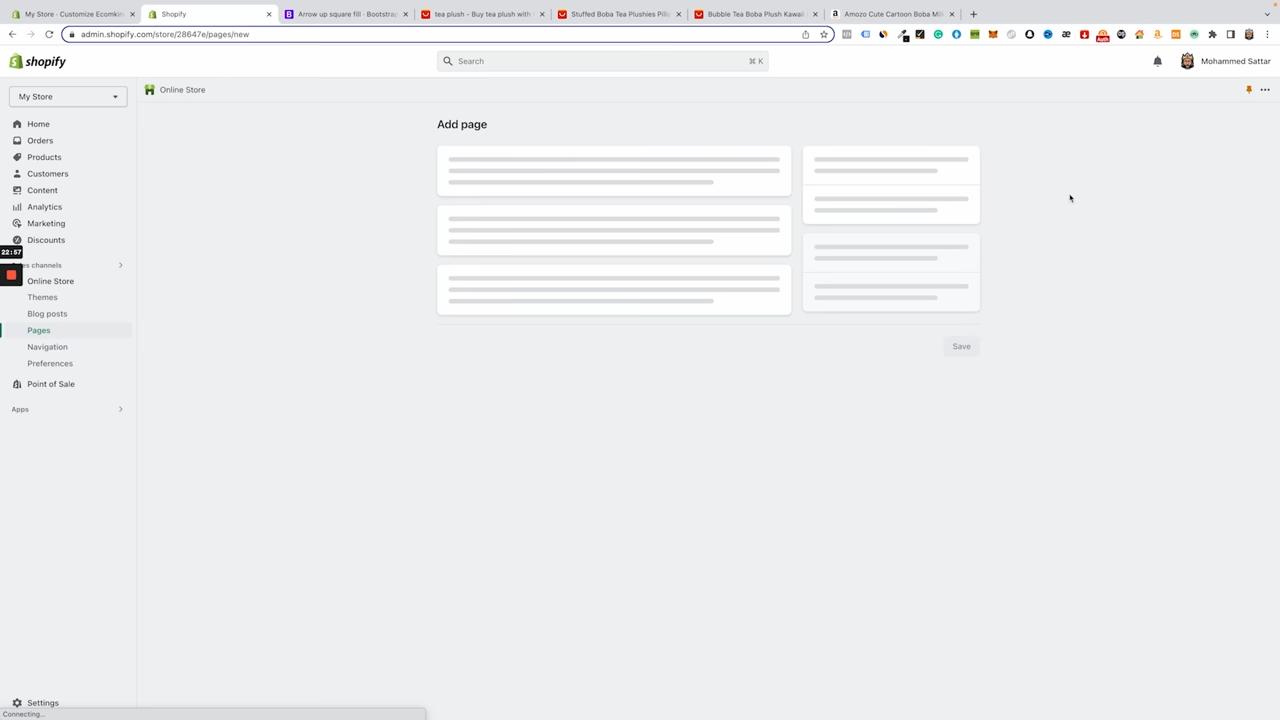 My Store - Customize Ecomkin
Shopify
Arrow up square fill · Bootstrap
tea plush - Buy tea plush with
Stuffed Boba Tea Plushies Pill
Bubble Tea Boba Plush Kawaii
Amozo Cute Cartoon Boba Mil
admin.shopify.com/store/28647e/pages/new
shopify
Search
⌘ K
Mohammed Sattar
My Store
Online Store
Home
Orders
Products
Customers
Content
Analytics
Marketing
Discounts
22:57
es channels
Online Store
Themes
Blog posts
Pages
Navigation
Preferences
Point of Sale
Apps
Settings
Connecting...
Add page
Save